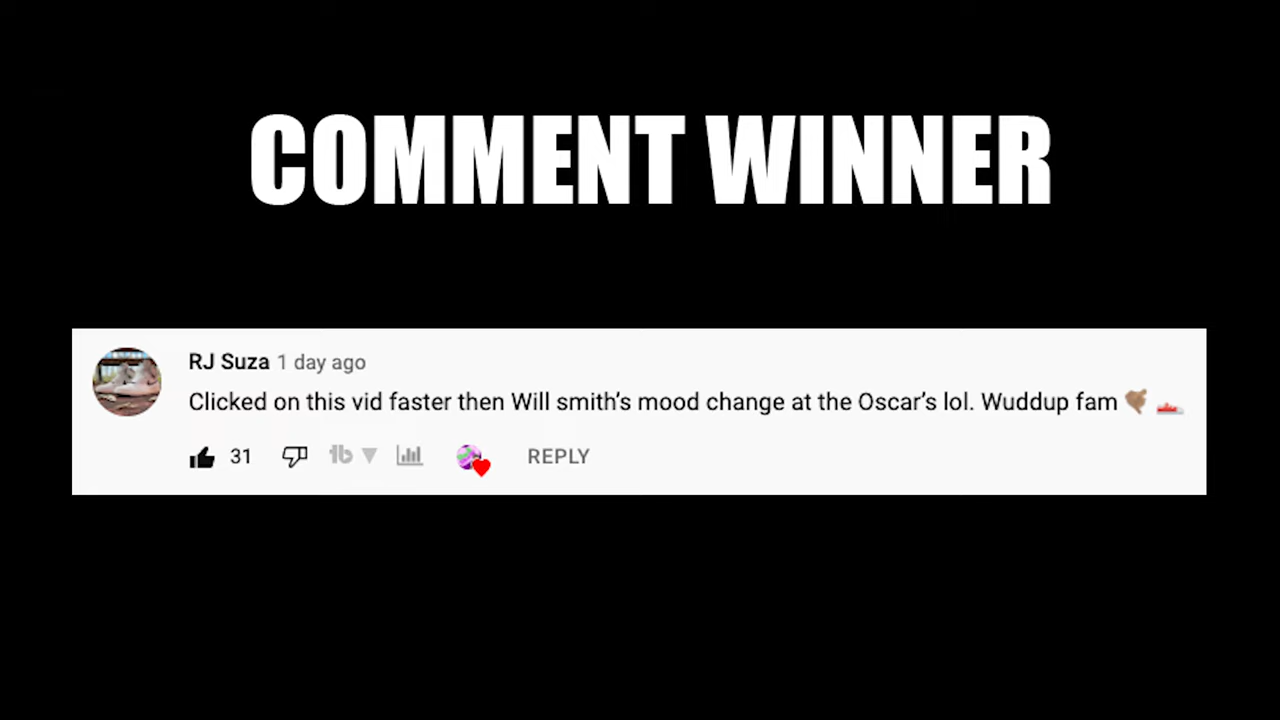 COMMENT WINNER
RJ Suza 1 day ago
Clicked on this vid faster then Will smith’s mood change at the Oscar’s lol. Wuddup fam
31 tb REPLY